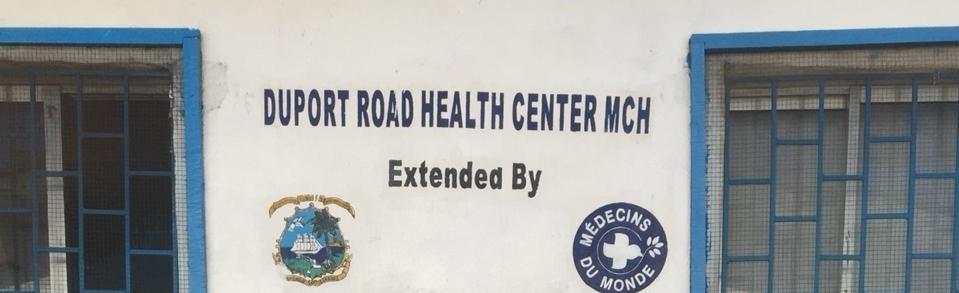 DUPORT ROAD HEALTH CENTER MCH
Extended By
MÉDECINS
DU MONDE